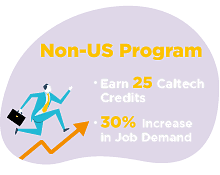 Non-US Program
• Earn 25 Caltech
Credits
• 30% Increase
in Job Demand